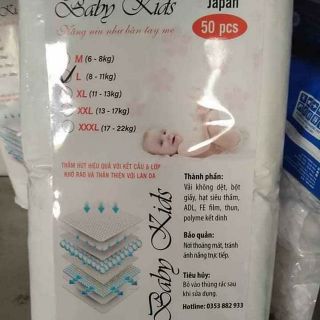 Baby Kids
Japan
Nâng niu như bàn tay mẹ
50 pcs
M (6 - 8kg)
L (8 - 11kg)
XL (11 - 13kg)
XXL (13 - 17kg)
XXXL (17 - 22kg)
THẤM HÚT HIỆU QUẢ VỚI KẾT CẤU 6 LỚP
KHÔ RÁO VÀ THÂN THIỆN VỚI LÀN DA
Thành phần:
Vải không dệt, bột
giấy, hạt siêu thấm,
ADL, FE film, thun,
polyme kết dính
Bảo quản:
Nơi thoáng mát, tránh
ánh nắng trực tiếp.
Tiêu hủy:
Bỏ vào thùng rác sau
khi sử dụng.
Hotline: 0353 882 933
Baby Kids